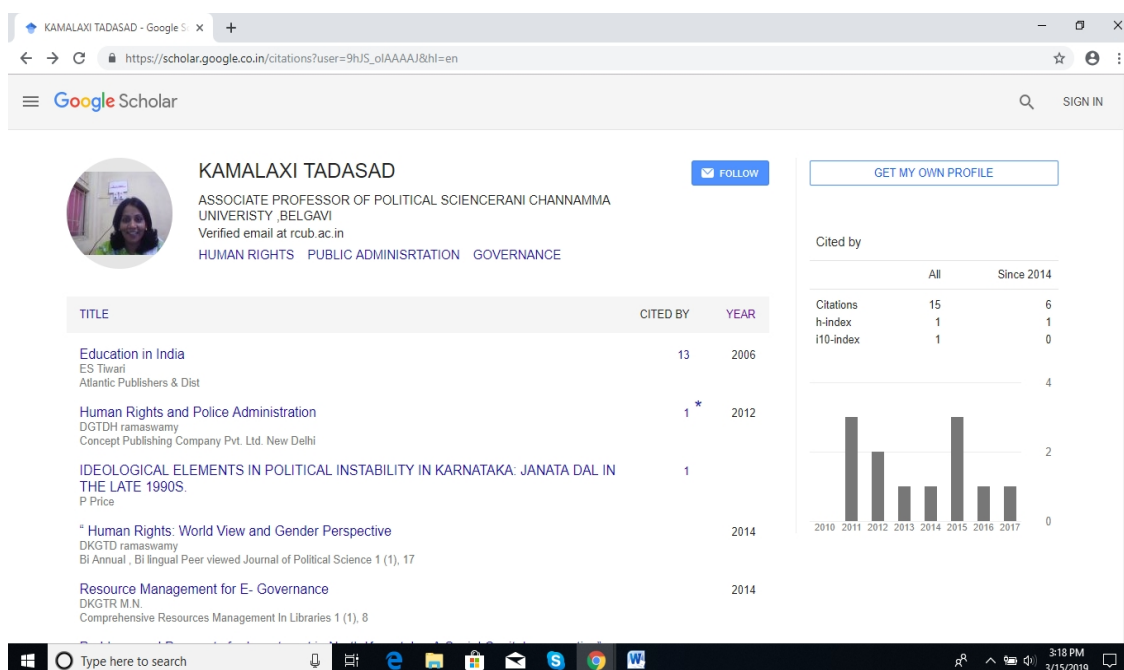 KAMALAXI TADASAD - Google S
https://scholar.google.co.in/citations?user=9hJS_oIAAAAJ&hl=en
Google Scholar
SIGN IN
KAMALAXI TADASAD
FOLLOW
ASSOCIATE PROFESSOR OF POLITICAL SCIENCERANI CHANNAMMA
UNIVERISTY ,BELGAVI
Verified email at rcub.ac.in
HUMAN RIGHTS PUBLIC ADMINISRTATION GOVERNANCE
TITLE CITED BY YEAR
Education in India 13 2006
ES Tiwari
Atlantic Publishers & Dist
Human Rights and Police Administration 1 * 2012
DGTDH ramaswamy
Concept Publishing Company Pvt. Ltd. New Delhi
IDEOLOGICAL ELEMENTS IN POLITICAL INSTABILITY IN KARNATAKA: JANATA DAL IN 1
THE LATE 1990S.
P Price
“ Human Rights: World View and Gender Perspective 2014
DKGTD ramaswamy
Bi Annual , Bi lingual Peer viewed Journal of Political Science 1 (1), 17
Resource Management for E- Governance 2014
DKGTR M.N.
Comprehensive Resources Management In Libraries 1 (1), 8
GET MY OWN PROFILE
Cited by
All Since 2014
Citations 15 6
h-index 1 1
i10-index 1 0
4
2
0
2010 2011 2012 2013 2014 2015 2016 2017
Type here to search
3:18 PM
3/15/2019